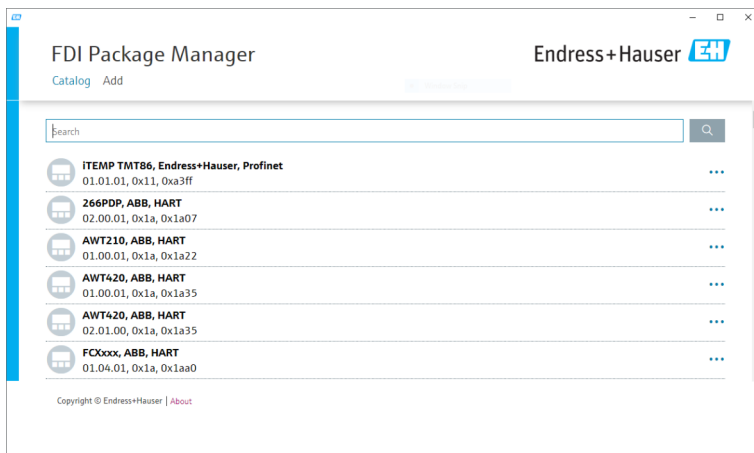 EH
FDI Package Manager
Endress+Hauser EH
Catalog Add
Search
iTEMP TMT86, Endress+Hauser, Profinet
01.01.01, 0x11, 0xa3ff
266PDP, ABB, HART
02.00.01, 0x1a, 0x1a07
AWT210, ABB, HART
01.00.01, 0x1a, 0x1a22
AWT420, ABB, HART
01.00.01, 0x1a, 0x1a35
AWT420, ABB, HART
02.01.00, 0x1a, 0x1a35
FCXxxx, ABB, HART
01.04.01, 0x1a, 0x1aa0
Copyright © Endress+Hauser | About